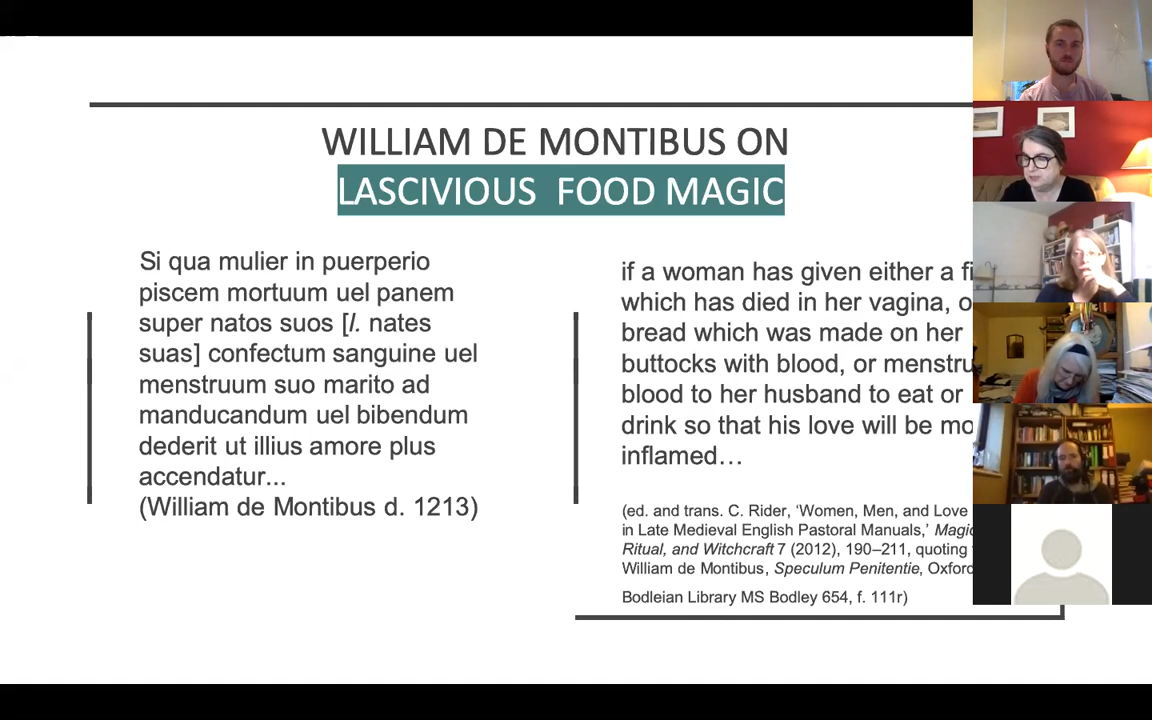 WILLIAM DE MONTIBUS ON
LASCIVIOUS FOOD MAGIC
Si qua mulier in puerperio
piscem mortuum uel panem
super natos suos [l. nates
suas] confectum sanguine uel
menstruum suo marito ad
manducandum uel bibendum
dederit ut illius amore plus
accendatur...
(William de Montibus d. 1213)
if a woman has given either a
which has died in her vagina,
bread which was made on her
buttocks with blood, or
blood to her husband to eat or
drink so that his love will be
inflamed…
(ed. and trans. C. Rider, ‘Women, Men, and Love
in Late Medieval English Pastoral Manuals,’
Ritual, and Witchcraft 7 (2012), 190–211, quoting
William de Montibus, Speculum Penitentie, Oxford
Bodleian Library MS Bodley 654, f. 111r)